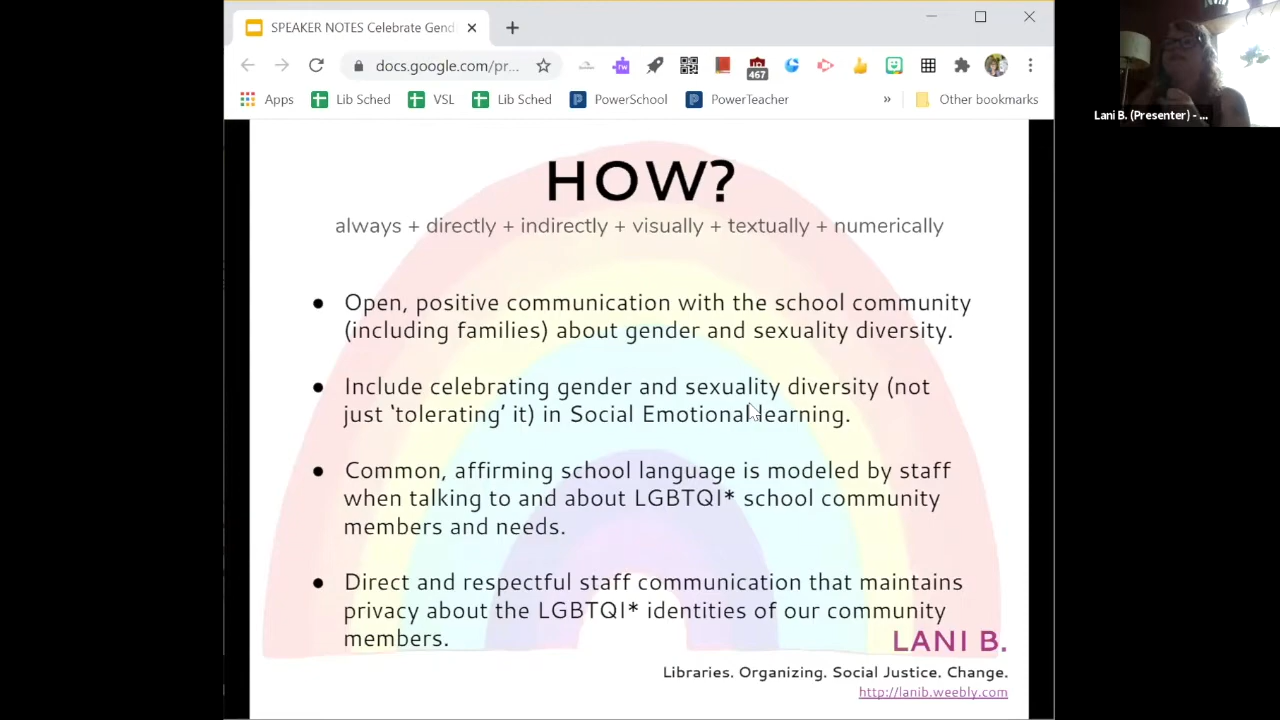 SPEAKER NOTES Celebrate Gend
docs.google.com/pr...
467
Apps
Lib Sched
VSL
Lib Sched
PowerSchool
PowerTeacher
»
Other bookmarks
Lani B. (Presenter) - ...
HOW?
always + directly + indirectly + visually + textually + numerically
● Open, positive communication with the school community
(including families) about gender and sexuality diversity.
● Include celebrating gender and sexuality diversity (not
just ‘tolerating’ it) in Social Emotional learning.
● Common, affirming school language is modeled by staff
when talking to and about LGBTQI* school community
members and needs.
● Direct and respectful staff communication that maintains
privacy about the LGBTQI* identities of our community
members.
LANI B.
Libraries. Organizing. Social Justice. Change.
http://lanib.weebly.com